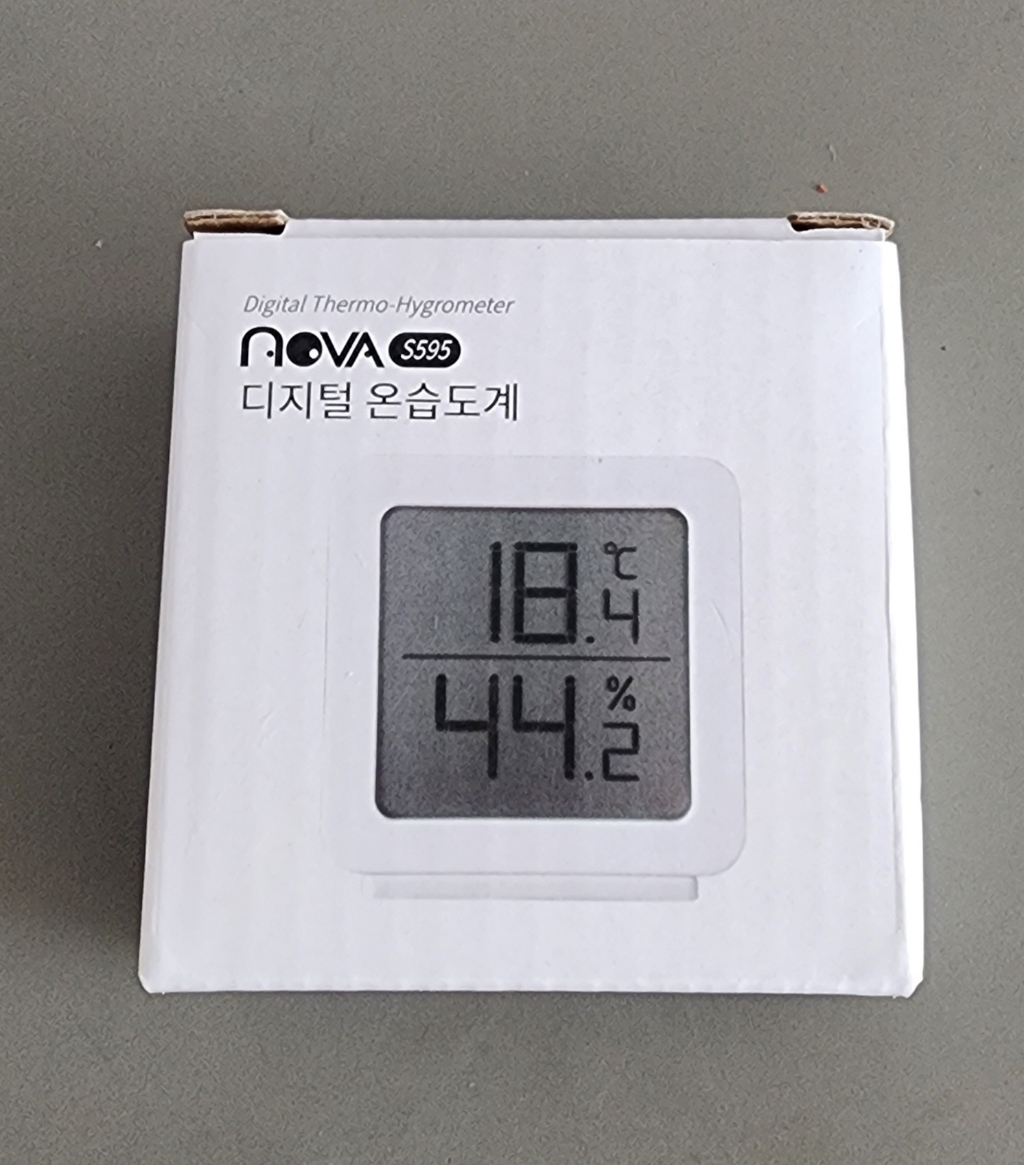 Digital Thermo-Hygrometer
NOVA S595
디지털 온습도계
18.4 ℃
44.2 %